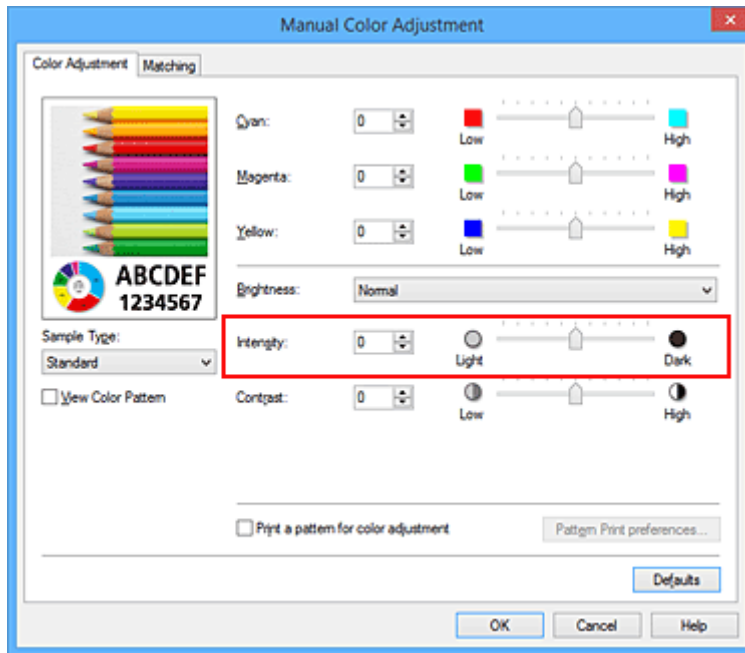 Manual Color Adjustment
Color Adjustment
Matching
ABCDEF
1234567
Sample Type:
Standard
View Color Pattern
Cyan:
0
Low
High
Magenta:
0
Low
High
Yellow:
0
Low
High
Brightness:
Normal
Intensity:
0
Light
Dark
Contrast:
0
Low
High
Print a pattern for color adjustment
Pattern Print preferences...
Defaults
OK
Cancel
Help